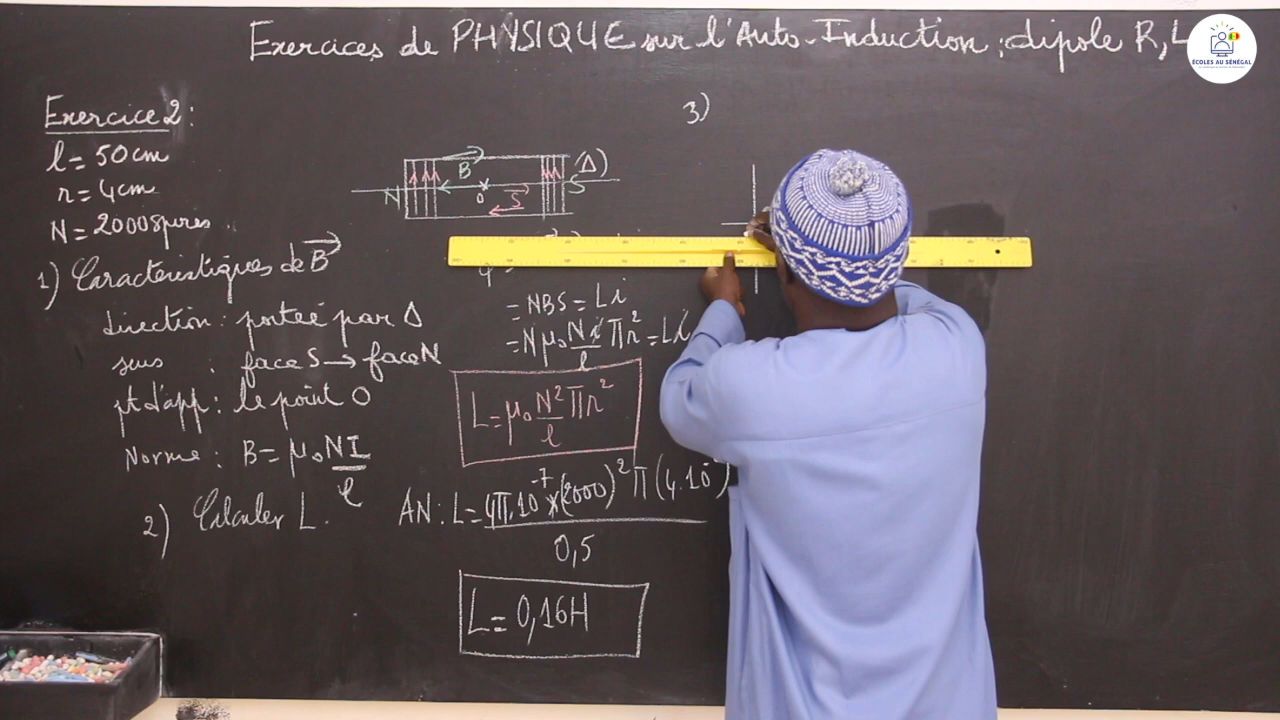 Exercices de PHYSIQUE sur l'Auto-Induction, dipole R, L
ÉCOLES AU SÉNÉGAL
Exercice 2 :
l = 50 cm
r = 4 cm
N = 2000 spires
1) Caractéristiques de B
direction : portée par Δ
sens : face S → face N
pt d'app : le point O
Norme : B = μ₀ NI / l
2) Calculer L.
(Δ)
B
N
O
S
S
φ =
= NBS = Li
= N μ₀ Ni/l πr² = Li
L = μ₀ N²/l πr²
AN : L = 4π.10⁻⁷ × (2000)² π (4.10⁻²) / 0,5
L = 0,16H
3)